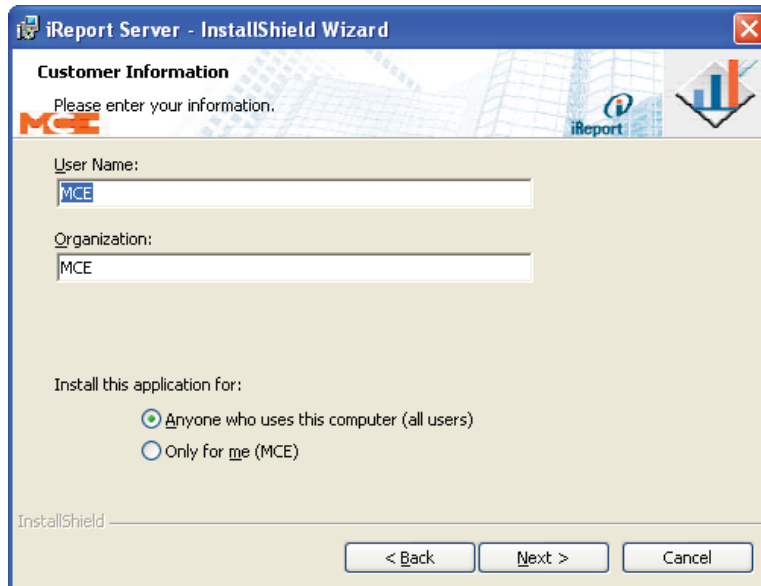 iReport Server - InstallShield Wizard
Customer Information
Please enter your information.
MCE
iReport
User Name:
MCE
Organization:
MCE
Install this application for:
Anyone who uses this computer (all users)
Only for me (MCE)
InstallShield
< Back
Next >
Cancel